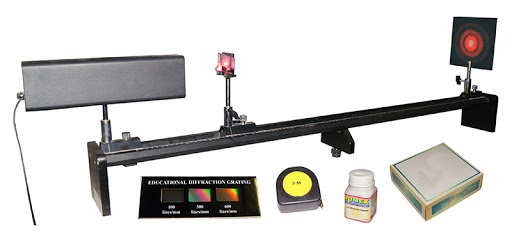 EDUCATIONAL DIFFRACTION GRATING
100 300 600
lines/mm lines/mm lines/mm
3 M